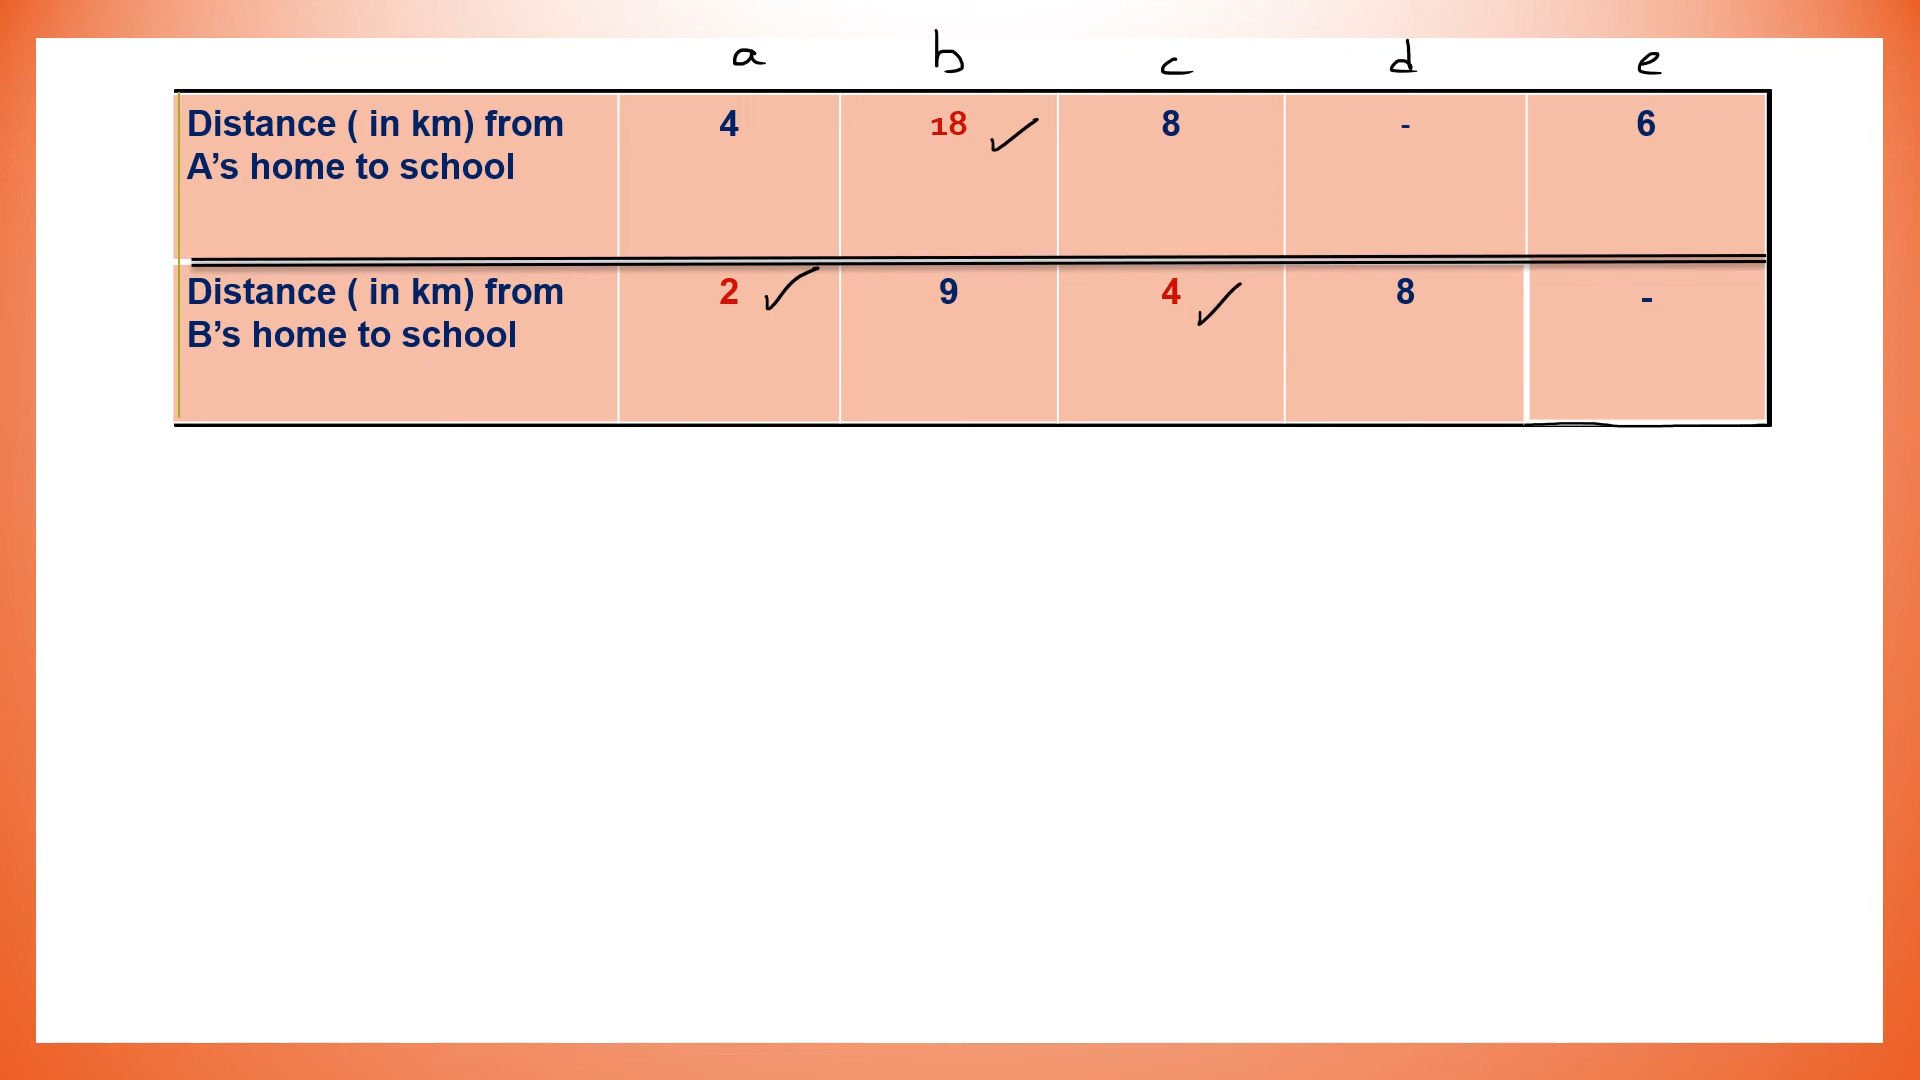 a b c d e
Distance ( in km) from 4 18 8 - 6
A’s home to school
Distance ( in km) from 2 9 4 8 -
B’s home to school